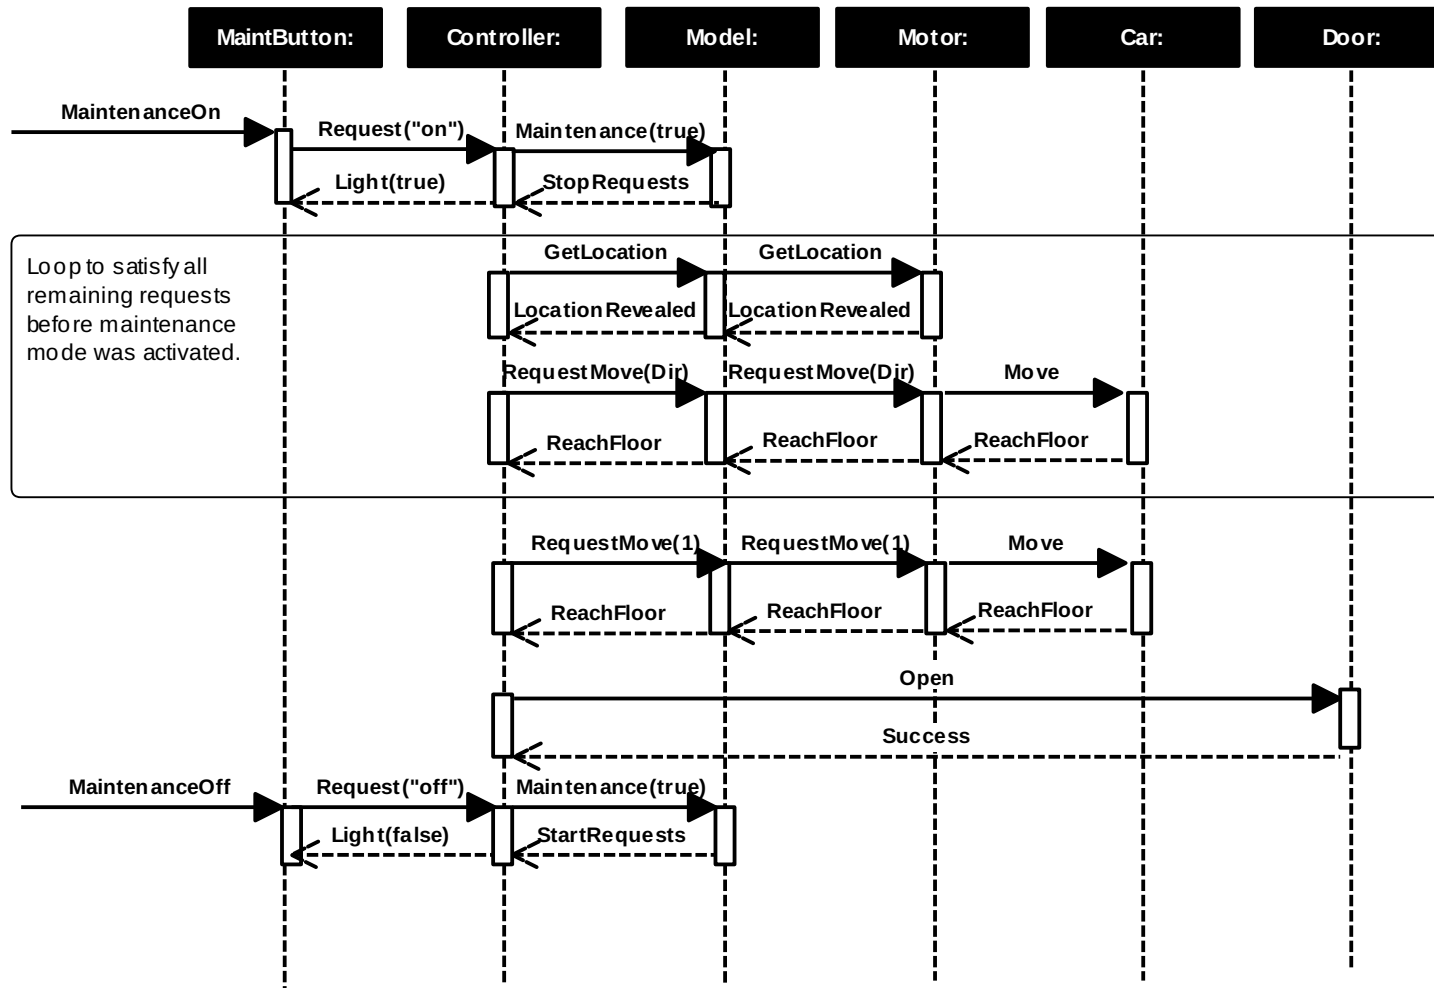 MaintButton: Controller: Model: Motor: Car: Door:
MaintenanceOn
Request("on") Maintenance(true)
Light(true) StopRequests
GetLocation GetLocation
Loop to satisfy all
remaining requests
before maintenance
mode was activated.
LocationRevealed LocationRevealed
RequestMove(Dir) RequestMove(Dir) Move
ReachFloor ReachFloor ReachFloor
RequestMove(1) RequestMove(1) Move
ReachFloor ReachFloor ReachFloor
Open
Success
MaintenanceOff Request("off") Maintenance(true)
Light(false) StartRequests